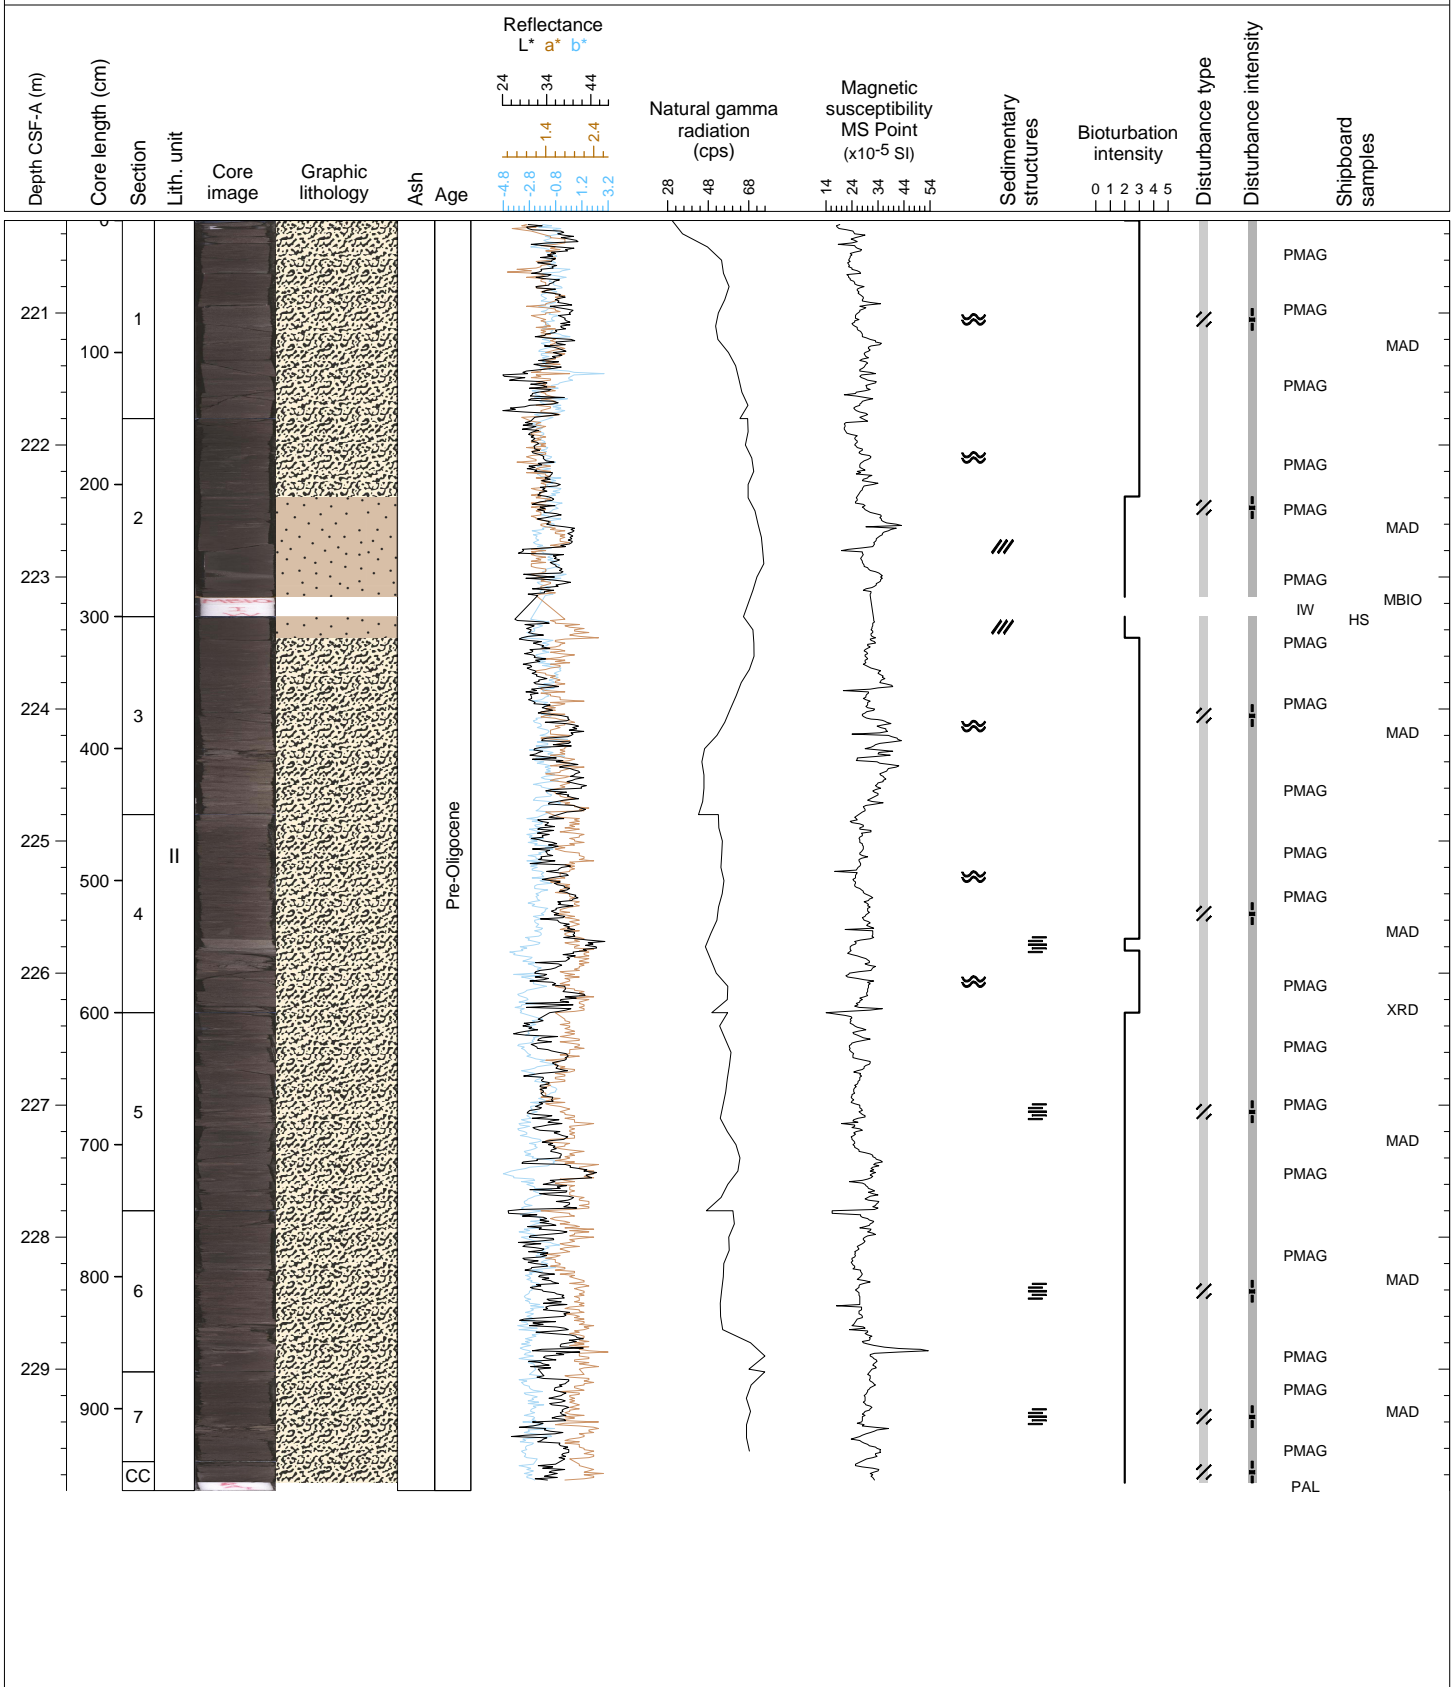 Reflectance
L* a* b*
24 34 44
1.4 2.4
-4.8 -2.8 -0.8 1.2 3.2
Depth CSF-A (m)
Core length (cm)
Section
Lith. unit
Core image
Graphic lithology
Ash
Age
Natural gamma radiation (cps)
28 48 68
Magnetic susceptibility MS Point (x10-5 SI)
14 24 34 44 54
Sedimentary structures
Bioturbation intensity
0 1 2 3 4 5
Disturbance type
Disturbance intensity
Shipboard samples
0
PMAG
221 1 PMAG
100 MAD
PMAG
222 PMAG
200
2 PMAG
MAD
223 PMAG
MBIO
MBIO
IW
300 HS
PMAG
224 3 PMAG
MAD
400
PMAG
225 II PMAG
500 Pre-Oligocene
PMAG
4
MAD
226 PMAG
600 XRD
PMAG
227 5 PMAG
700 MAD
PMAG
228 PMAG
800 MAD
6
229 PMAG
PMAG
900 7 MAD
PMAG
CC
PAL